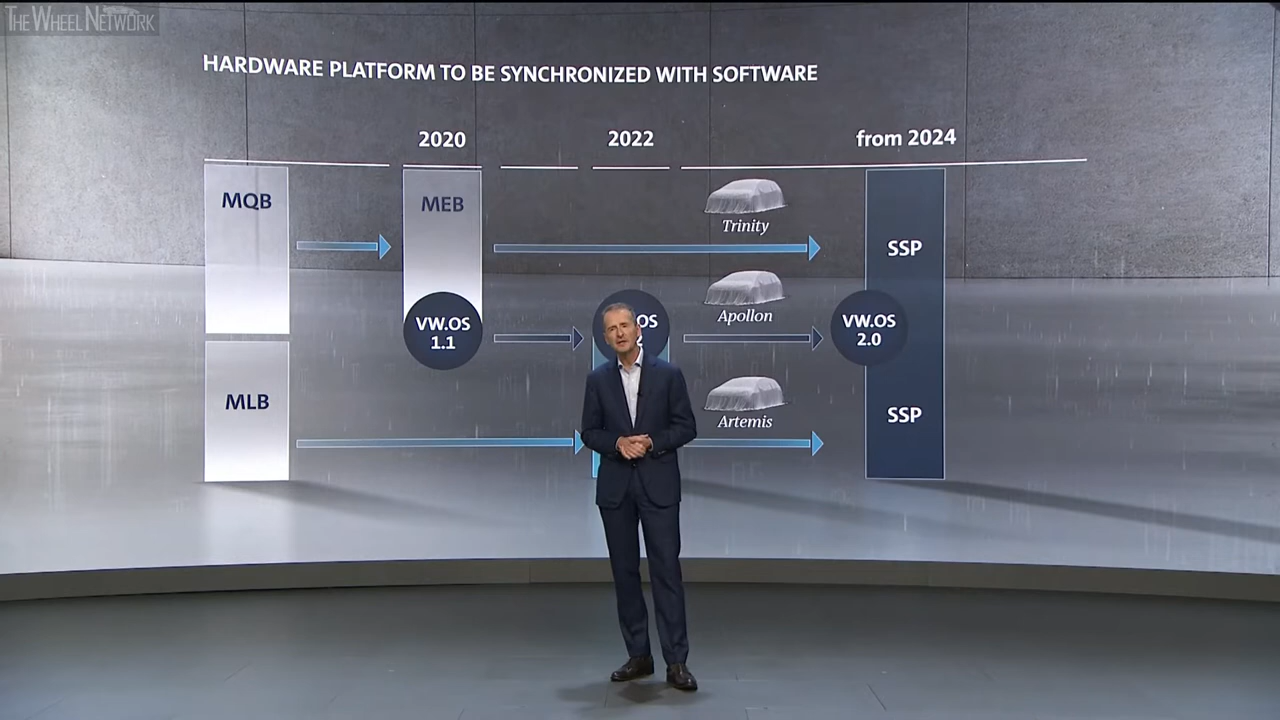 THE WHEEL NETWORK
HARDWARE PLATFORM TO BE SYNCHRONIZED WITH SOFTWARE
2020
2022
from 2024
MQB
MEB
Trinity
SSP
Apollon
VW.OS
1.1
OS
VW.OS
2.0
MLB
Artemis
SSP